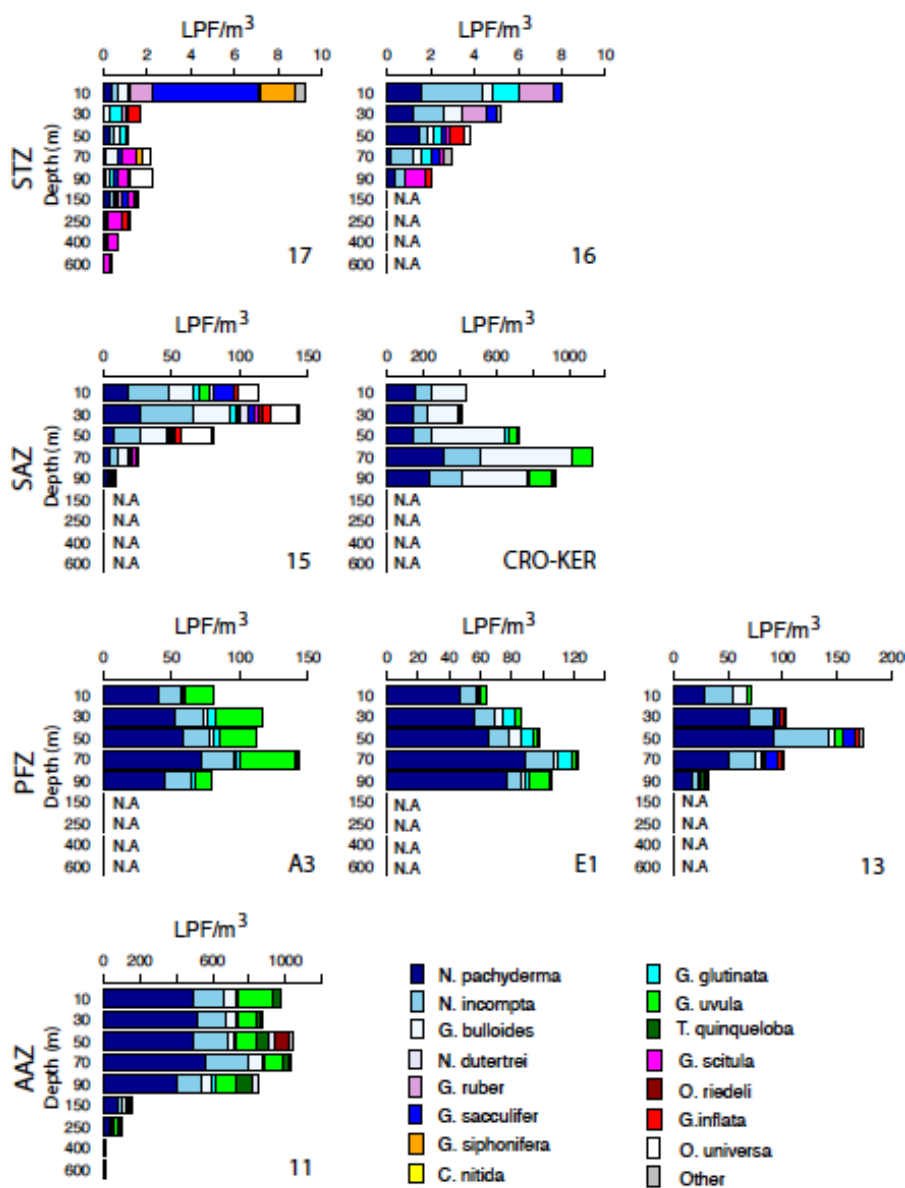 LPF/m³ LPF/m³
0 2 4 6 8 10 0 2 4 6 8 10
STZ
Depth (m)
10 10
30 30
50 50
70 70
90 90
150 150 N.A
250 250 N.A
400 400 N.A
600 600 N.A
17 16
LPF/m³ LPF/m³
0 50 100 150 0 200 600 1000
SAZ
Depth (m)
10 10
30 30
50 50
70 70
90 90
150 N.A 150 N.A
250 N.A 250 N.A
400 N.A 400 N.A
600 N.A 600 N.A
15 CRO-KER
LPF/m³ LPF/m³ LPF/m³
0 50 100 150 0 20 40 60 80 120 0 50 100 150 200
PFZ
Depth (m)
10 10 10
30 30 30
50 50 50
70 70 70
90 90 90
150 N.A 150 N.A 150 N.A
250 N.A 250 N.A 250 N.A
400 N.A 400 N.A 400 N.A
600 N.A 600 N.A 600 N.A
A3 E1 13
LPF/m³
0 200 600 1000
AAZ
Depth (m)
10
30
50
70
90
150
250
400
600
11
N. pachyderma
N. incompta
G. bulloides
N. dutertrei
G. ruber
G. sacculifer
G. siphonifera
C. nitida
G. glutinata
G. uvula
T. quinqueloba
G. scitula
O. riedeli
G.inflata
O. universa
Other